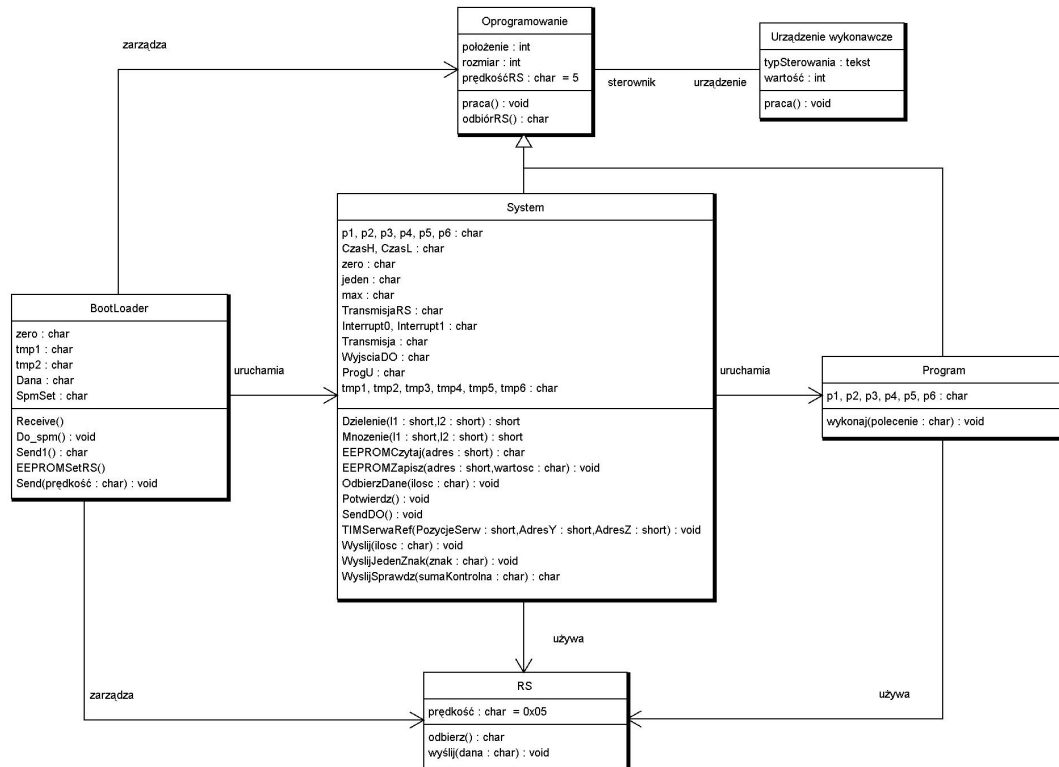 Oprogramowanie
położenie : int
rozmiar : int
prędkośćRS : char = 5
praca() : void
odbiórRS() : char
Urządzenie wykonawcze
typSterowania : tekst
wartość : int
praca() : void
zarządza
sterownik
urządzenie
System
p1, p2, p3, p4, p5, p6 : char
CzasH, CzasL : char
zero : char
jeden : char
max : char
TransmisjaRS : char
Interrupt0, Interrupt1 : char
Transmisja : char
WyjsciaDO : char
ProgU : char
tmp1, tmp2, tmp3, tmp4, tmp5, tmp6 : char
Dzielenie(l1 : short,l2 : short) : short
Mnozenie(l1 : short,l2 : short) : short
EEPROMCzytaj(adres : short) : char
EEPROMZapisz(adres : short,wartosc : char) : void
OdbierzDane(ilosc : char) : void
Potwierdz() : void
SendDO() : void
TIMSerwaRef(PozycjeSerw : short,AdresY : short,AdresZ : short) : void
Wyslij(ilosc : char) : void
WyslijJedenZnak(znak : char) : void
WyslijSprawdz(sumaKontrolna : char) : char
BootLoader
zero : char
tmp1 : char
tmp2 : char
Dana : char
SpmSet : char
Receive()
Do_spm() : void
Send1() : char
EEPROMSetRS()
Send(prędkość : char) : void
uruchamia
uruchamia
Program
p1, p2, p3, p4, p5, p6 : char
wykonaj(polecenie : char) : void
używa
zarządza
używa
RS
prędkość : char = 0x05
odbierz() : char
wyślij(dana : char) : void